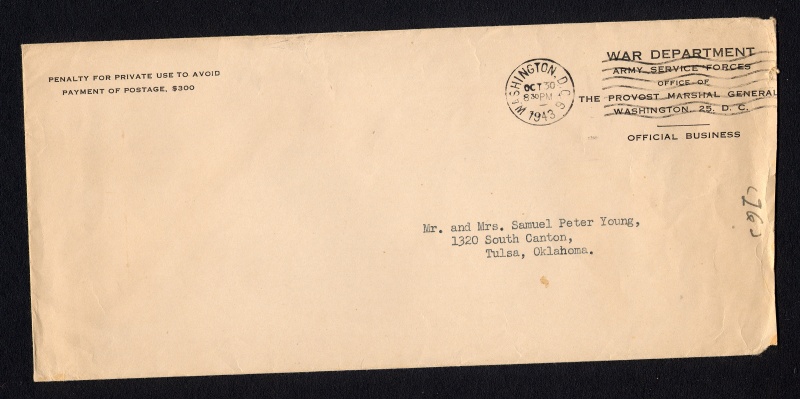 PENALTY FOR PRIVATE USE TO AVOID
PAYMENT OF POSTAGE, $300
WASHINGTON, D.C.
OCT 30
8 30 PM
1943
WAR DEPARTMENT
ARMY SERVICE FORCES
OFFICE OF
THE PROVOST MARSHAL GENERAL
WASHINGTON, 25, D. C.
OFFICIAL BUSINESS
Mr. and Mrs. Samuel Peter Young,
1320 South Canton,
Tulsa, Oklahoma.